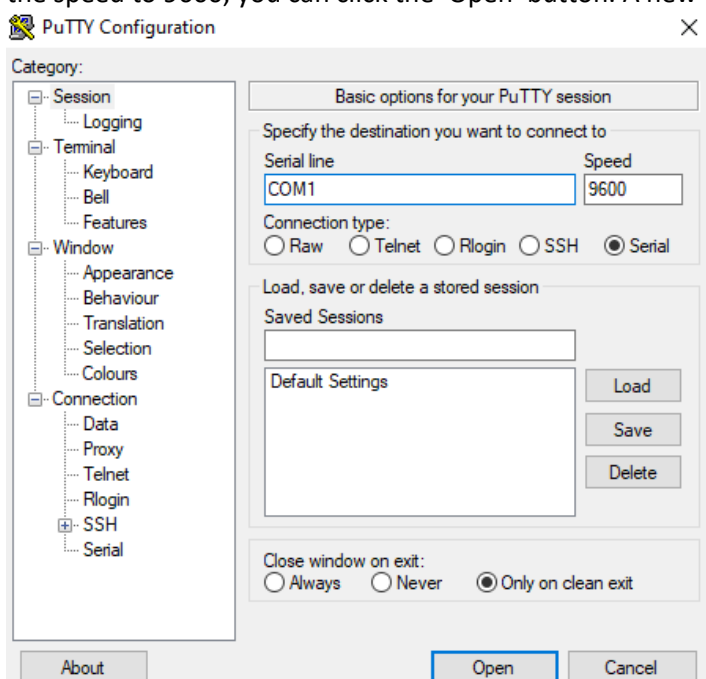 the speed to 9600, you can click the 'Open' button. A new
PuTTY Configuration
Category:
Session
Logging
Terminal
Keyboard
Bell
Features
Window
Appearance
Behaviour
Translation
Selection
Colours
Connection
Data
Proxy
Telnet
Rlogin
SSH
Serial
Basic options for your PuTTY session
Specify the destination you want to connect to
Serial line Speed
COM1 9600
Connection type:
Raw Telnet Rlogin SSH Serial
Load, save or delete a stored session
Saved Sessions
Default Settings
Load
Save
Delete
Close window on exit:
Always Never Only on clean exit
About Open Cancel